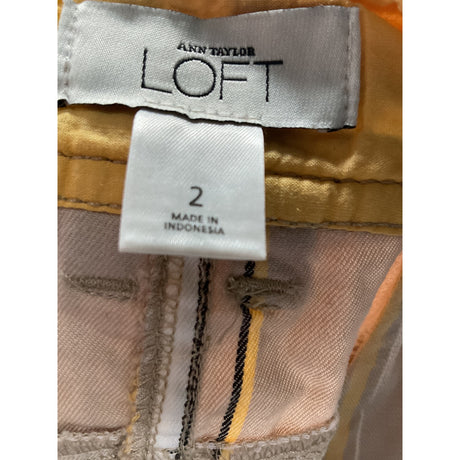 ANN TAYLOR
LOFT
2
MADE IN
INDONESIA